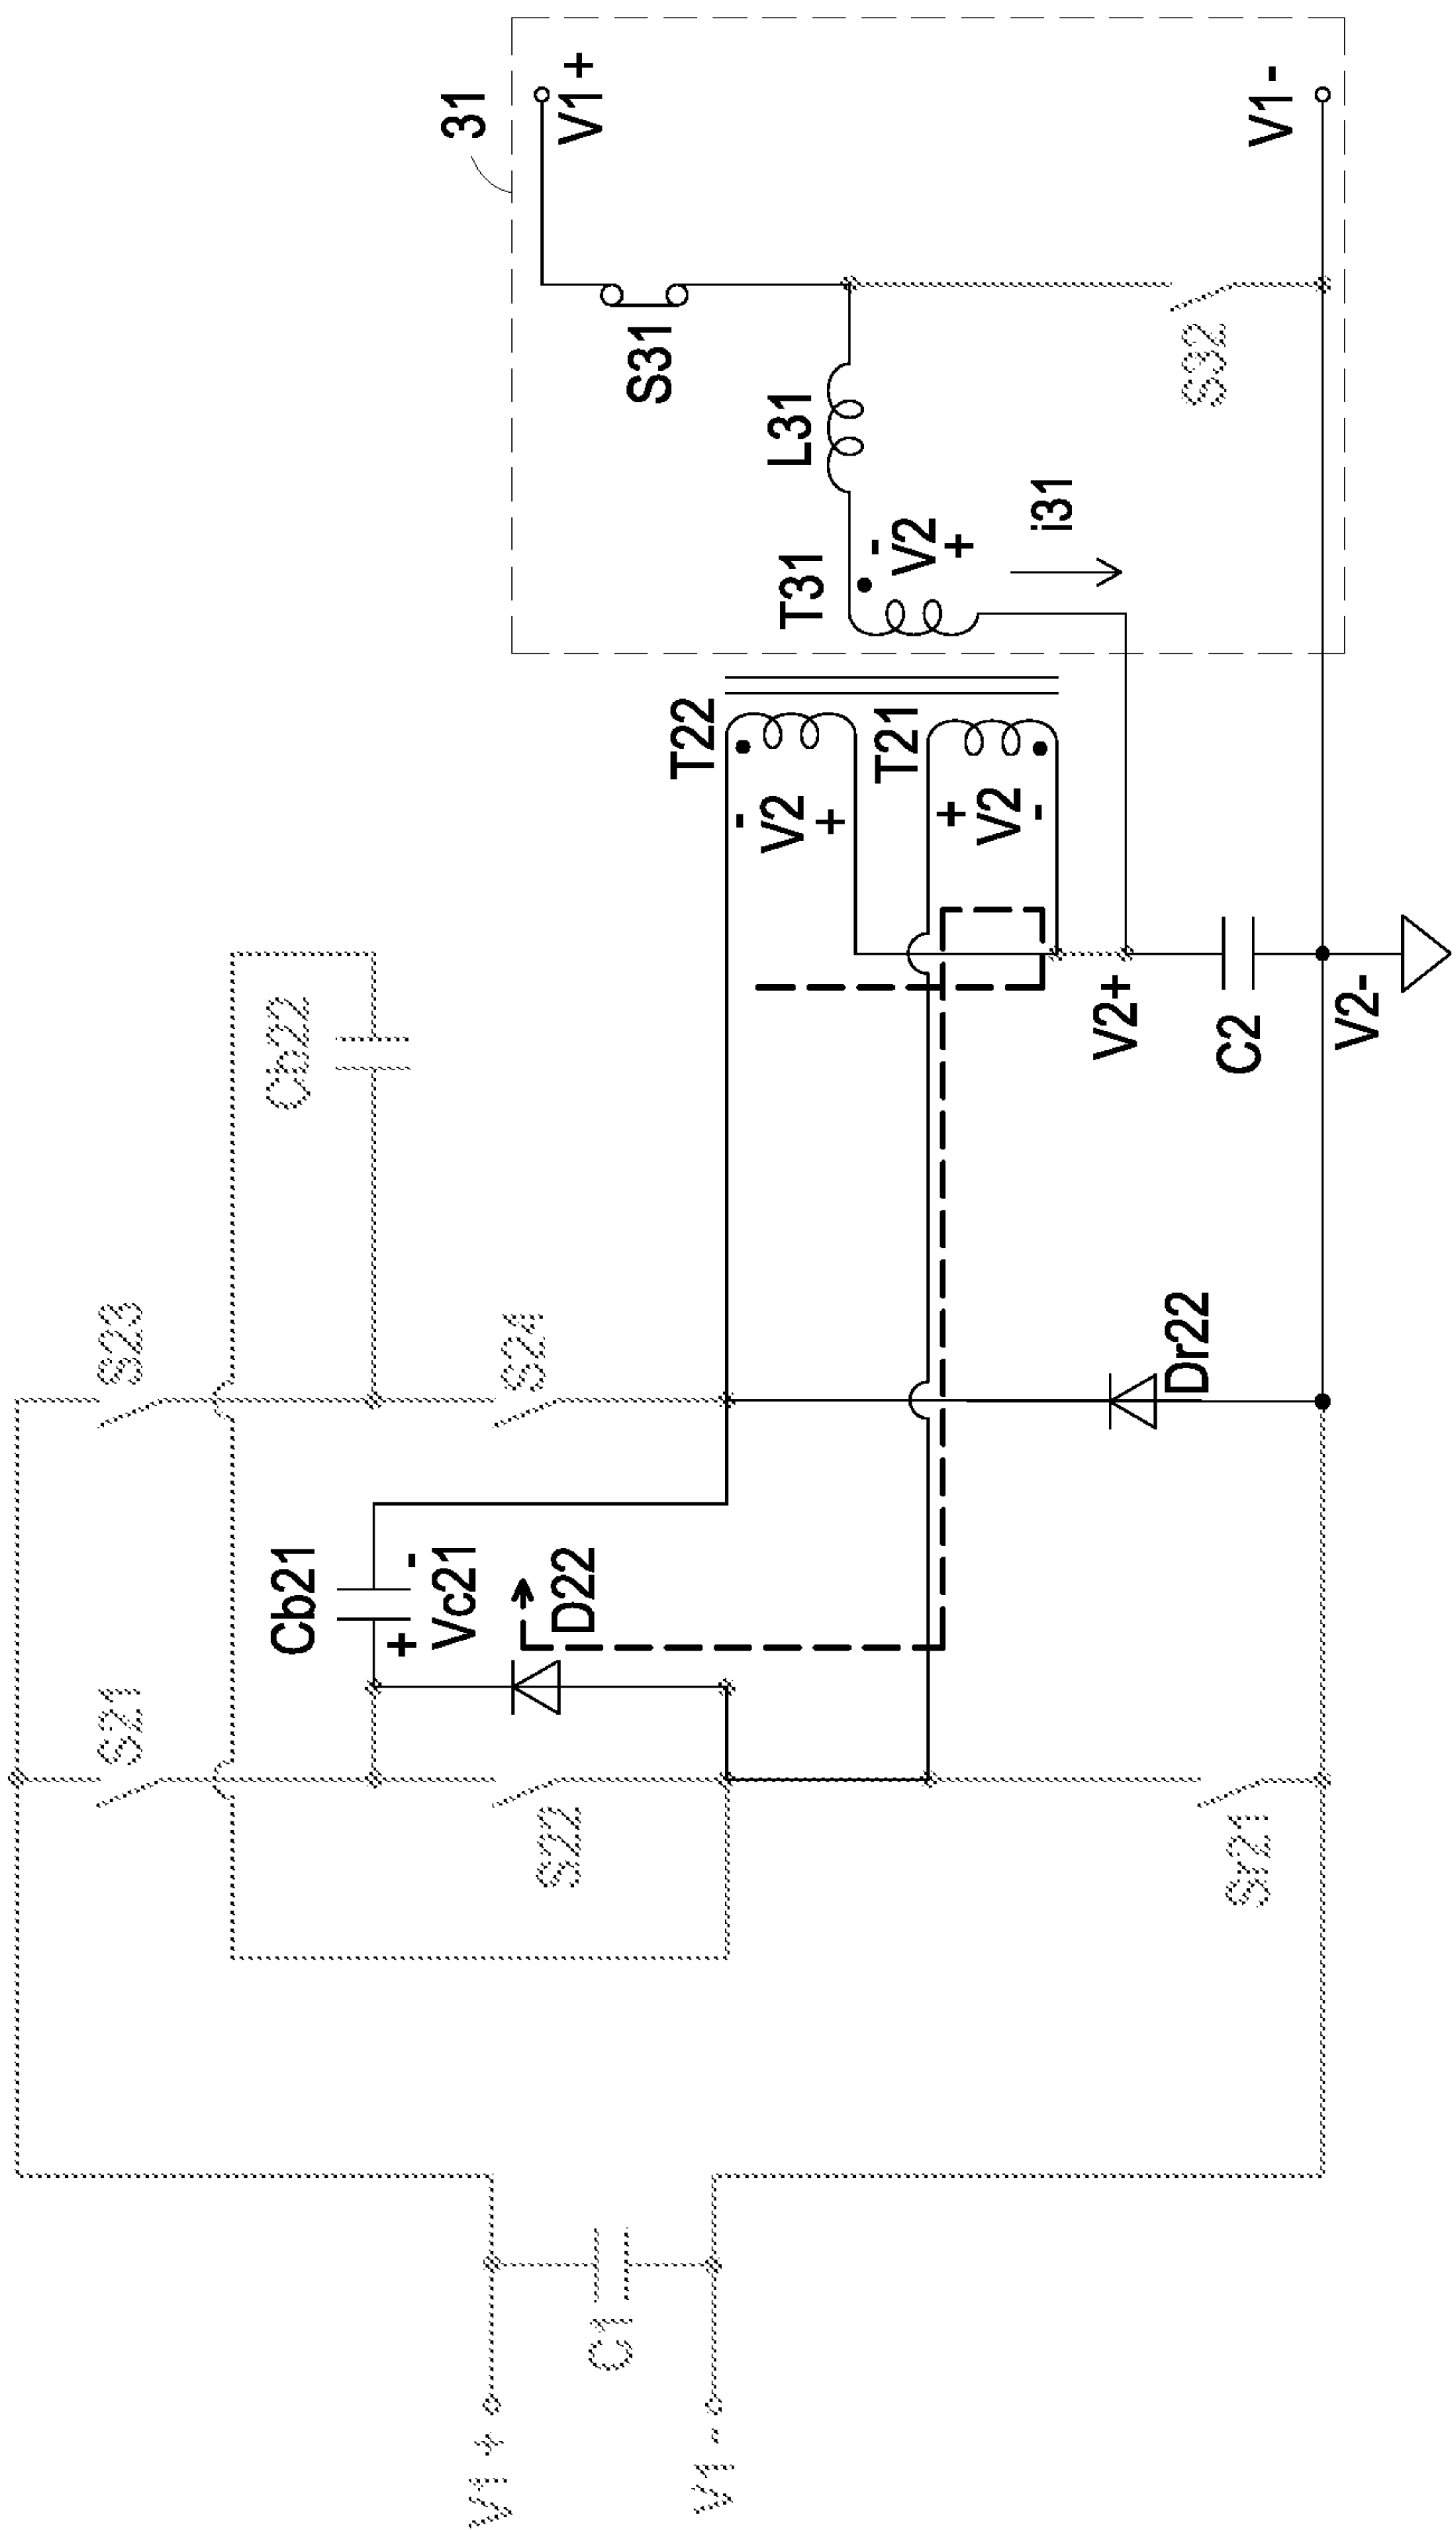 31
V1+
S31
L31
T31
-
V2
+
i31
V1-
S32
T22
-
V2
+
T21
+
V2
-
Cb22
V2+
C2
V2-
S23
S24
Dr22
Cb21
+
Vc21
-
D22
S21
S22
Sr21
C1
V1+
V1-